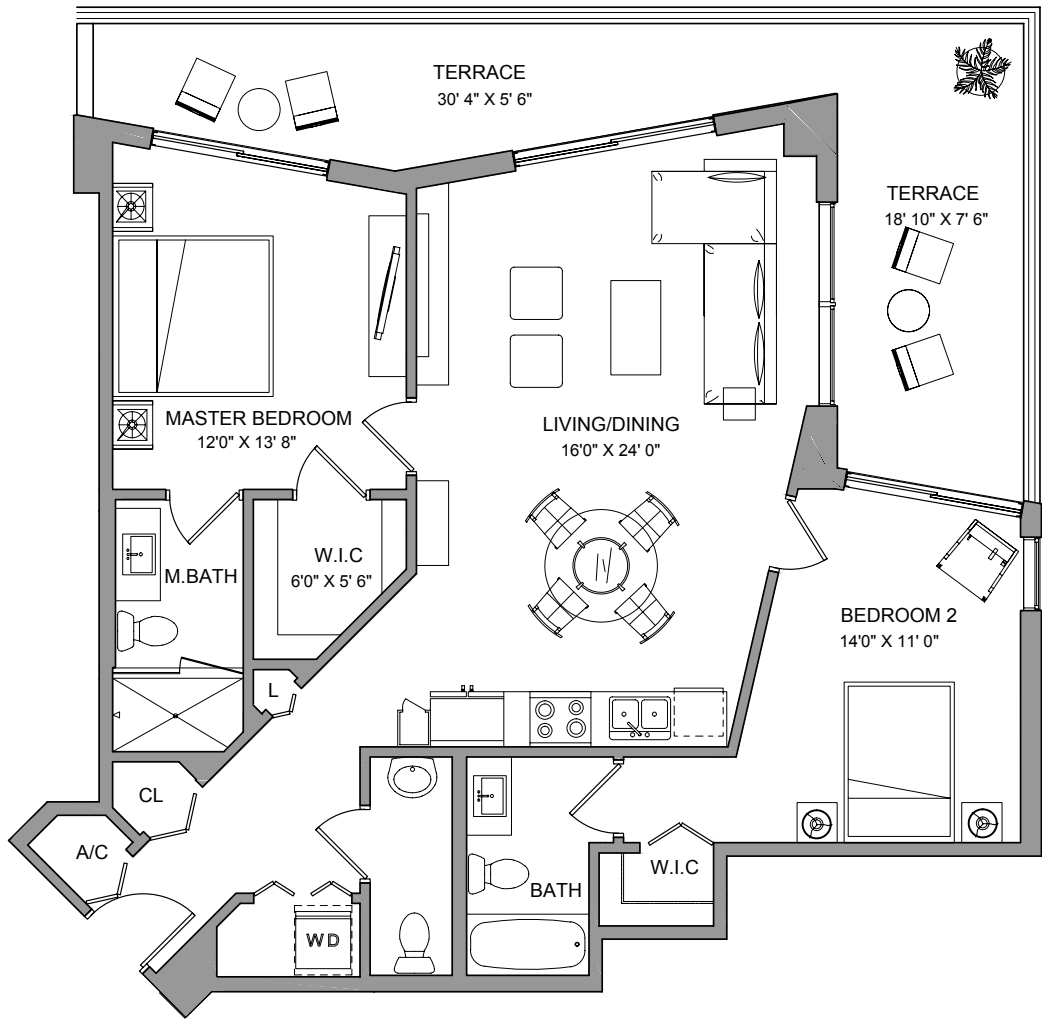 TERRACE
30' 4" X 5' 6"
TERRACE
18' 10" X 7' 6"
MASTER BEDROOM
12'0" X 13' 8"
LIVING/DINING
16'0" X 24' 0"
W.I.C
6'0" X 5' 6"
M.BATH
BEDROOM 2
14'0" X 11' 0"
L
CL
A/C
W.I.C
BATH
WD